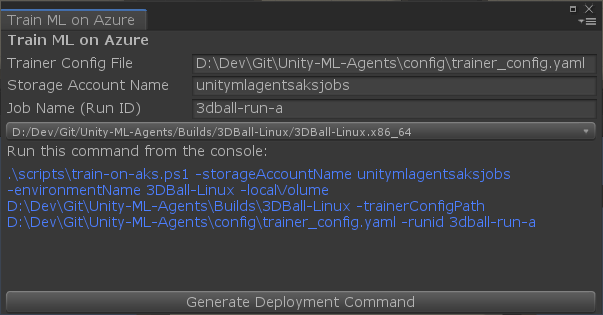 Train ML on Azure
Train ML on Azure
Trainer Config File D:\Dev\Git\Unity-ML-Agents\config\trainer_config.yaml
Storage Account Name unitymlagentsaksjobs
Job Name (Run ID) 3dball-run-a
D:/Dev/Git/Unity-ML-Agents/Builds/3DBall-Linux/3DBall-Linux.x86_64
Run this command from the console:
.\scripts\train-on-aks.ps1 -storageAccountName unitymlagentsaksjobs
-environmentName 3DBall-Linux -localVolume
D:\Dev\Git\Unity-ML-Agents\Builds\3DBall-Linux -trainerConfigPath
D:\Dev\Git\Unity-ML-Agents\config\trainer_config.yaml -runid 3dball-run-a
Generate Deployment Command